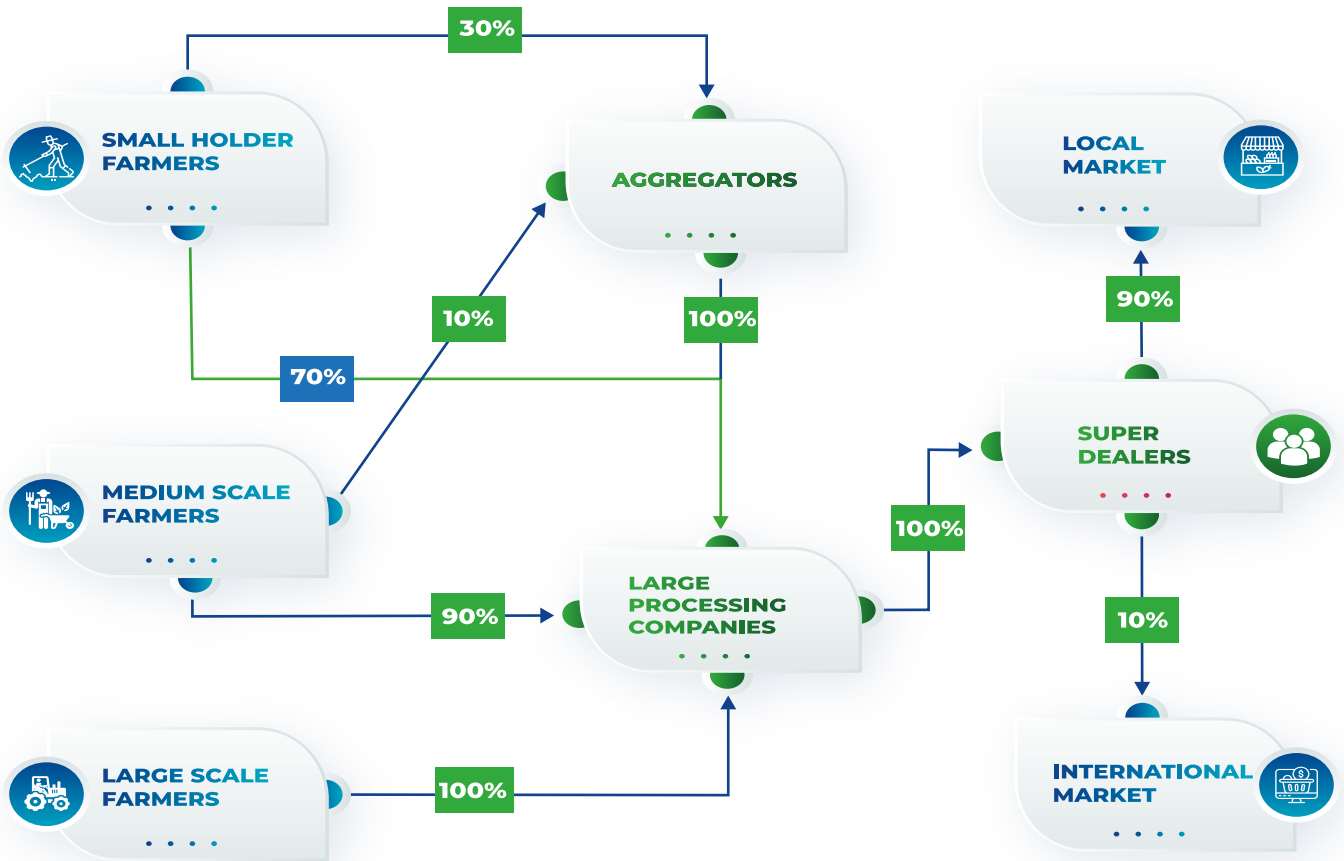 30%
SMALL HOLDER
FARMERS
AGGREGATORS
LOCAL
MARKET
10%
100%
90%
70%
SUPER
DEALERS
MEDIUM SCALE
FARMERS
100%
LARGE
PROCESSING
COMPANIES
90%
10%
LARGE SCALE
FARMERS
100%
INTERNATIONAL
MARKET